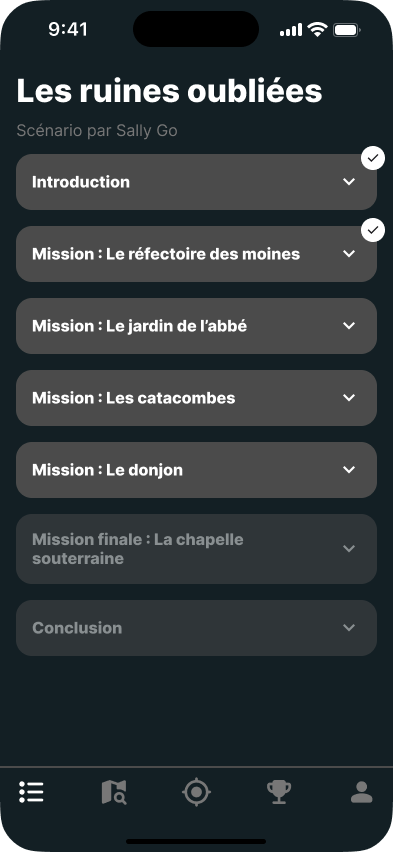 9:41
Les ruines oubliées
Scénario par Sally Go
Introduction
Mission : Le réfectoire des moines
Mission : Le jardin de l’abbé
Mission : Les catacombes
Mission : Le donjon
Mission finale : La chapelle
souterraine
Conclusion